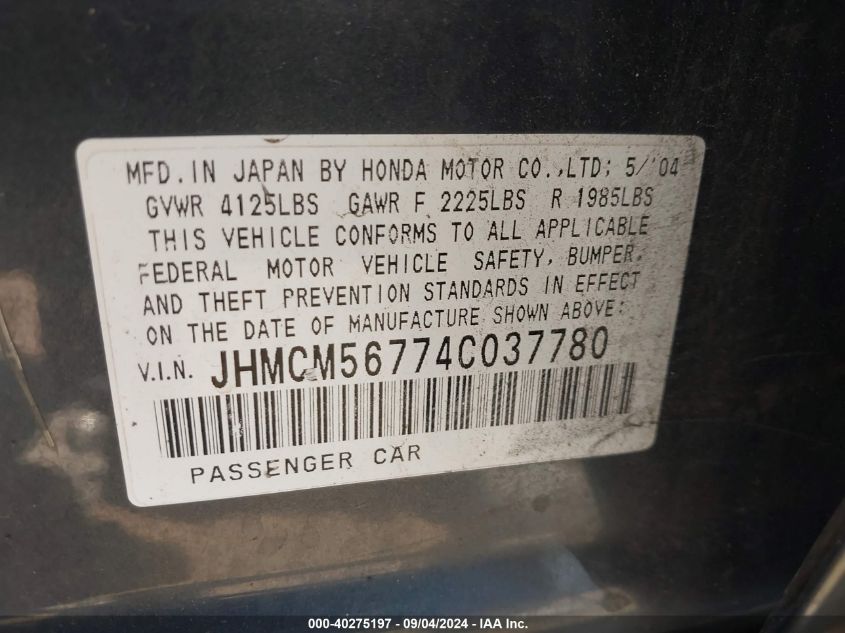 MFD. IN JAPAN BY HONDA MOTOR CO.,LTD; 5/'04
GVWR 4125LBS GAWR F 2225LBS R 1985LBS
THIS VEHICLE CONFORMS TO ALL APPLICABLE
FEDERAL MOTOR VEHICLE SAFETY, BUMPER,
AND THEFT PREVENTION STANDARDS IN EFFECT
ON THE DATE OF MANUFACTURE SHOWN ABOVE:
V.I.N. JHMCM56774C037780
PASSENGER CAR
000-40275197 - 09/04/2024 - IAA Inc.